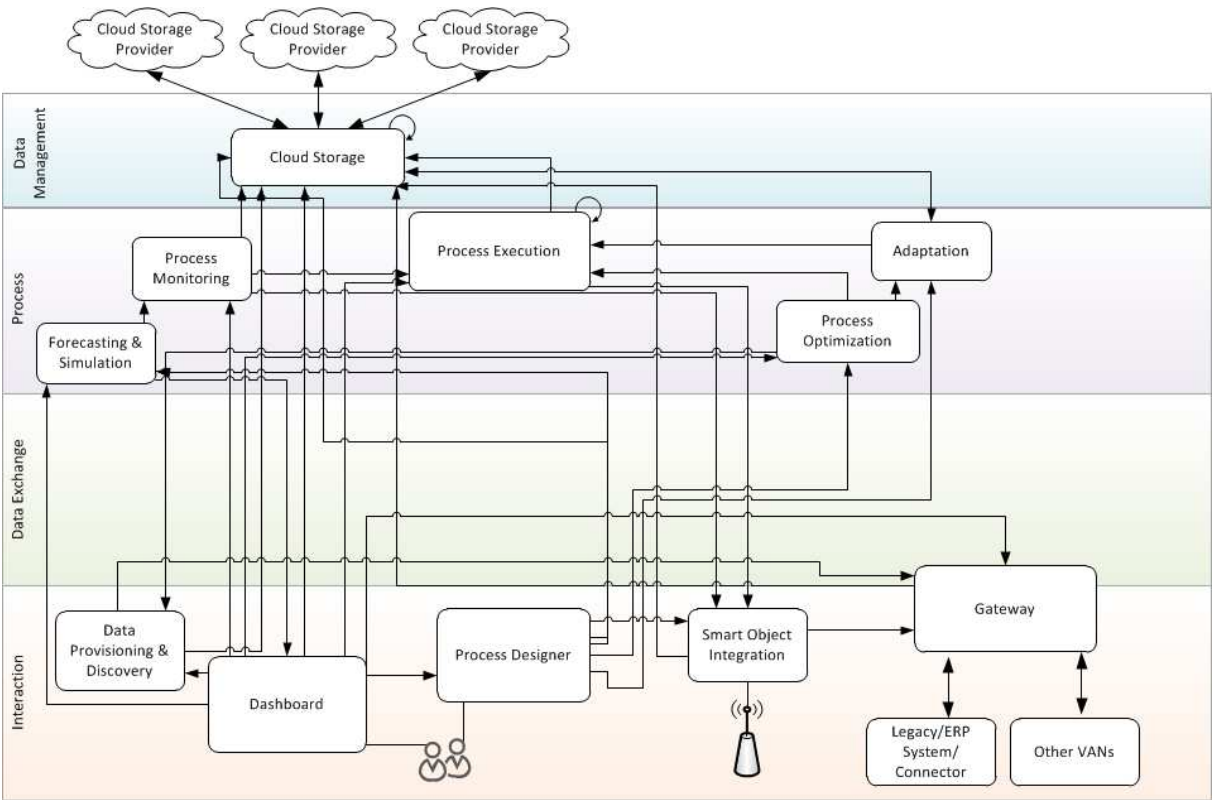 Cloud Storage
Provider
Cloud Storage
Provider
Cloud Storage
Provider
Data
Management
Cloud Storage
Process
Process Execution
Adaptation
Process
Monitoring
Process
Optimization
Forecasting &
Simulation
Data Exchange
Interaction
Gateway
Data
Provisioning &
Discovery
Process Designer
Smart Object
Integration
Dashboard
Legacy/ERP
System/
Connector
Other VANs